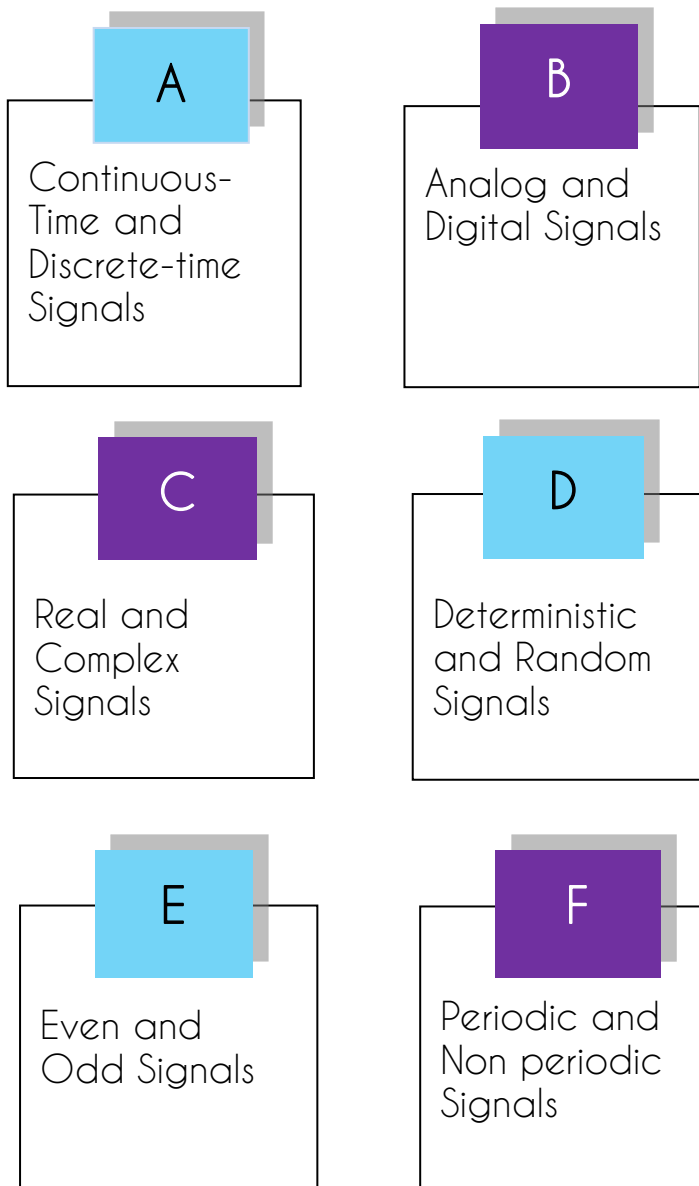 A
Continuous-
Time and
Discrete-time
Signals
B
Analog and
Digital Signals
C
Real and
Complex
Signals
D
Deterministic
and Random
Signals
E
Even and
Odd Signals
F
Periodic and
Non periodic
Signals